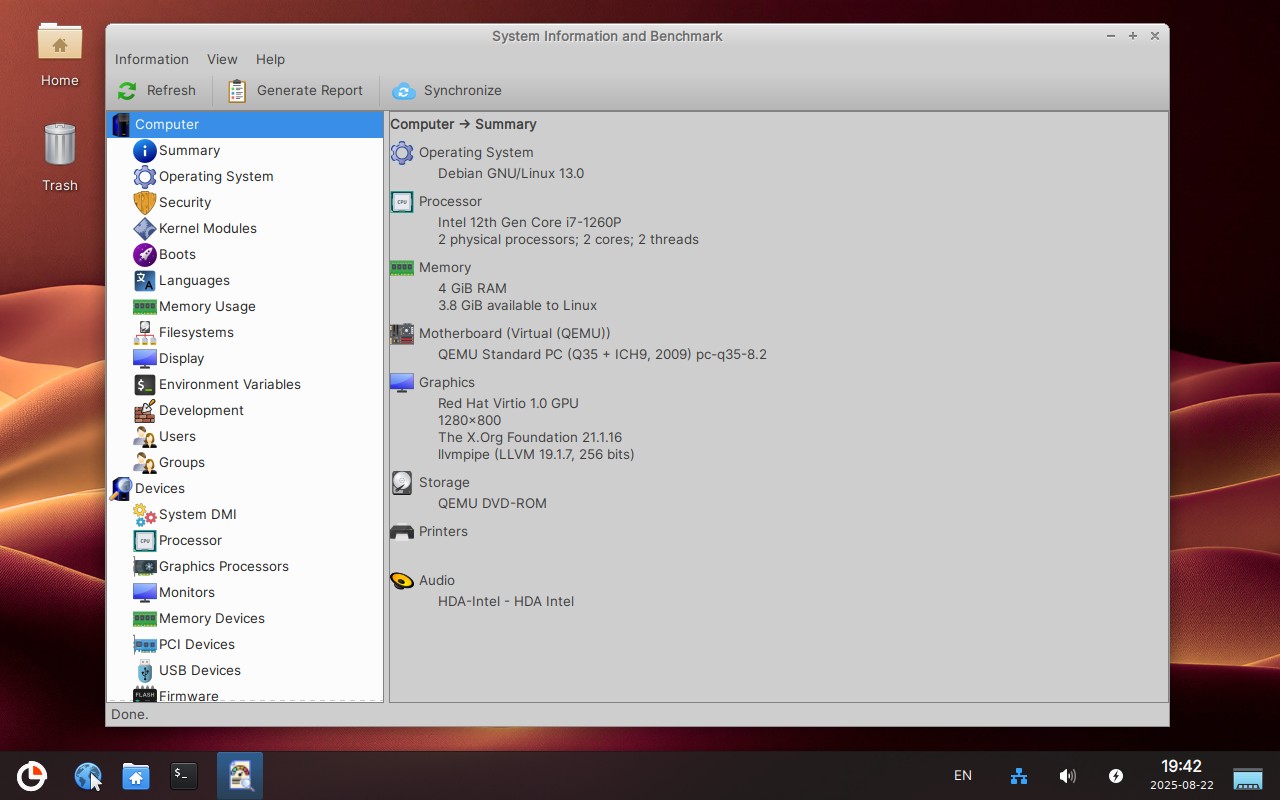 Home
Trash
System Information and Benchmark
Information View Help
Refresh Generate Report Synchronize
Computer
Summary
Operating System
Security
Kernel Modules
Boots
Languages
Memory Usage
Filesystems
Display
Environment Variables
Development
Users
Groups
Devices
System DMI
Processor
Graphics Processors
Monitors
Memory Devices
PCI Devices
USB Devices
Firmware
Computer → Summary
Operating System
Debian GNU/Linux 13.0
Processor
Intel 12th Gen Core i7-1260P
2 physical processors; 2 cores; 2 threads
Memory
4 GiB RAM
3.8 GiB available to Linux
Motherboard (Virtual (QEMU))
QEMU Standard PC (Q35 + ICH9, 2009) pc-q35-8.2
Graphics
Red Hat Virtio 1.0 GPU
1280×800
The X.Org Foundation 21.1.16
llvmpipe (LLVM 19.1.7, 256 bits)
Storage
QEMU DVD-ROM
Printers
Audio
HDA-Intel - HDA Intel
Done.
EN
19:42
2025-08-22